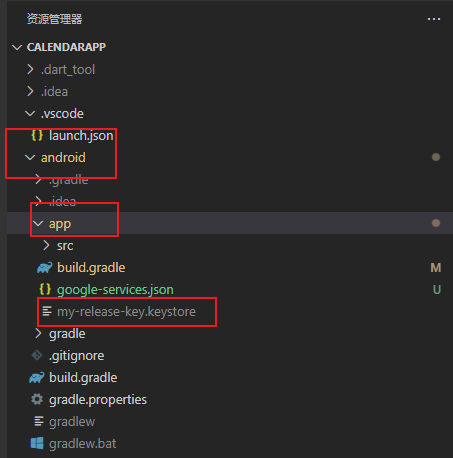 资源管理器
CALENDARAPP
.dart_tool
.idea
.vscode
launch.json
android
.gradle
.idea
app
src
build.gradle M
google-services.json U
my-release-key.keystore
gradle
.gitignore
build.gradle
gradle.properties
gradlew
gradlew.bat